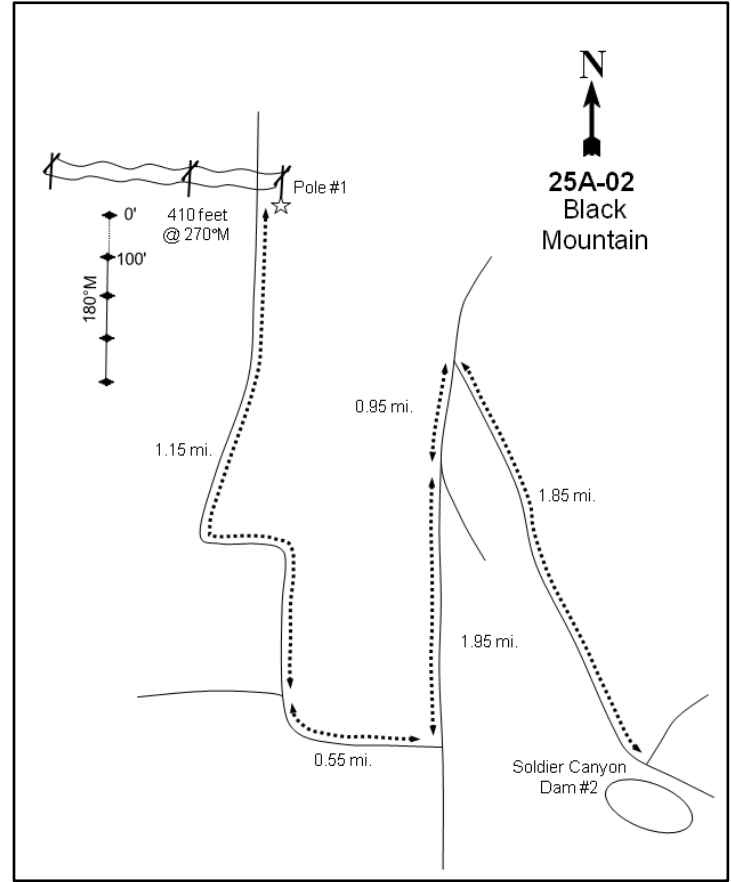 N
25A-02
Black
Mountain
Pole #1
0'
410 feet
@ 270°M
100'
180°M
0.95 mi.
1.15 mi.
1.85 mi.
1.95 mi.
0.55 mi.
Soldier Canyon
Dam #2